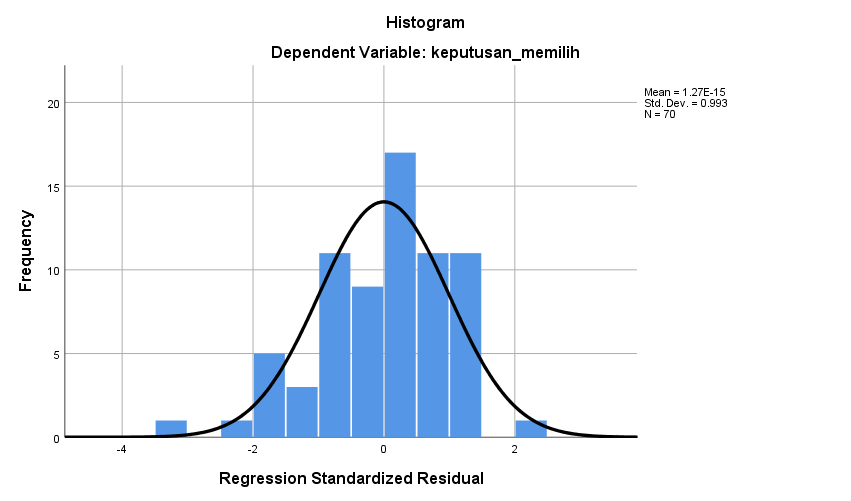 Histogram
Dependent Variable: keputusan_memilih
Mean = 1.27E-15
Std. Dev. = 0.993
N = 70
20
15
10
5
0
Frequency
-4
-2
0
2
Regression Standardized Residual